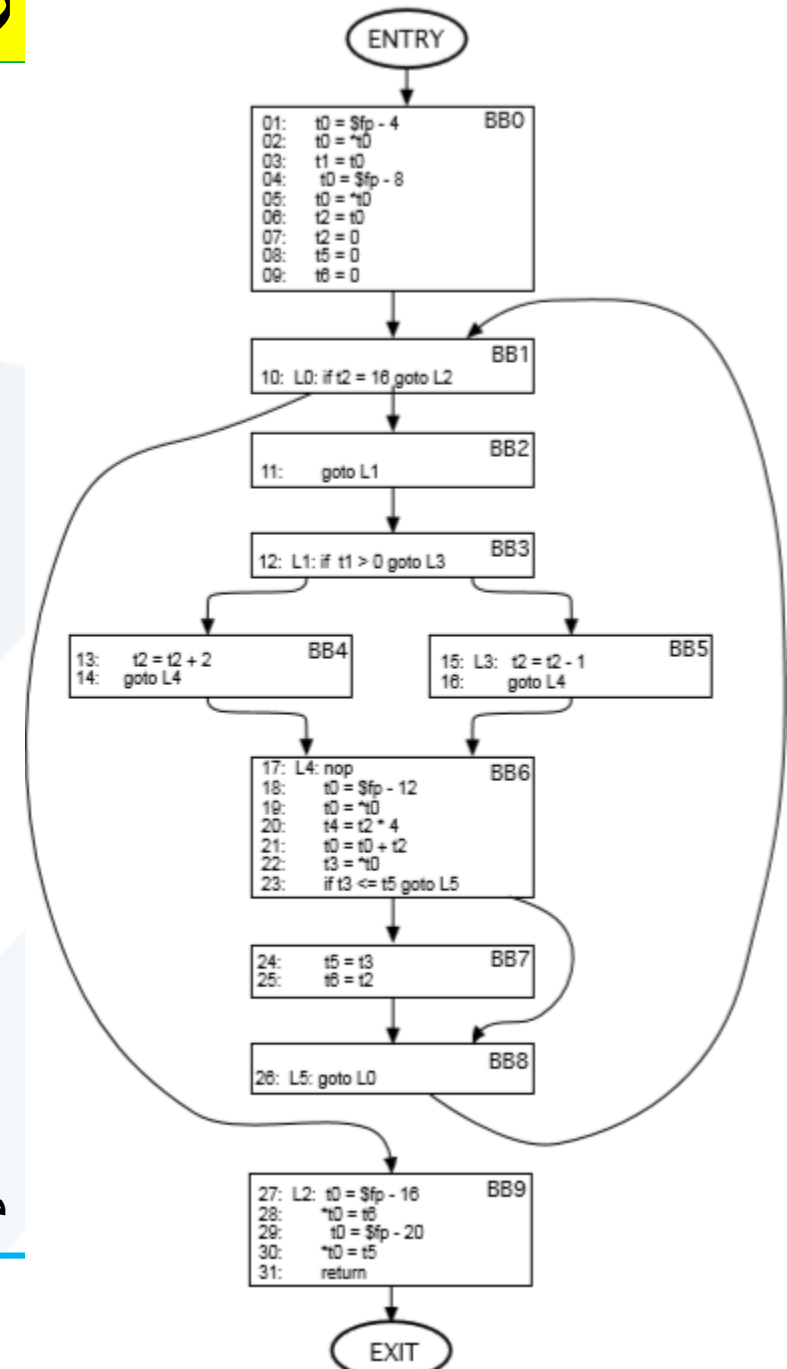 ENTRY
BB0
01: t0 = $fp - 4
02: t0 = *t0
03: t1 = t0
04: t0 = $fp - 8
05: t0 = *t0
06: t2 = t0
07: t2 = 0
08: t5 = 0
09: t6 = 0
BB1
10: L0: if t2 = 16 goto L2
BB2
11: goto L1
BB3
12: L1: if t1 > 0 goto L3
BB4
13: t2 = t2 + 2
14: goto L4
BB5
15: L3: t2 = t2 - 1
16: goto L4
BB6
17: L4: nop
18: t0 = $fp - 12
19: t0 = *t0
20: t4 = t2 * 4
21: t0 = t0 + t2
22: t3 = *t0
23: if t3 <= t5 goto L5
BB7
24: t5 = t3
25: t6 = t2
BB8
26: L5: goto L0
BB9
27: L2: t0 = $fp - 16
28: *t0 = t6
29: t0 = $fp - 20
30: *t0 = t5
31: return
EXIT